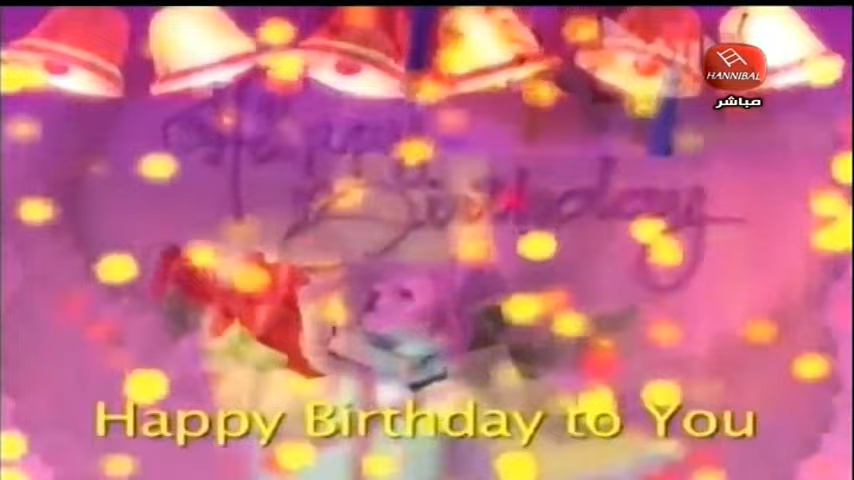 HANNIBAL
مباشر
Happy
Birthday
Happy Birthday to You